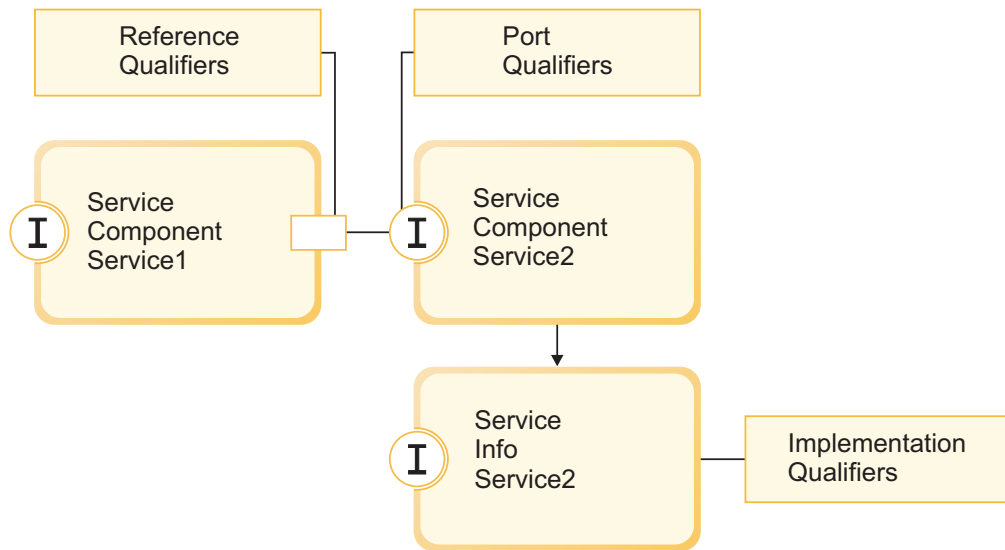 Reference
Qualifiers
Port
Qualifiers
I
Service
Component
Service1
I
Service
Component
Service2
I
Service
Info
Service2
Implementation
Qualifiers